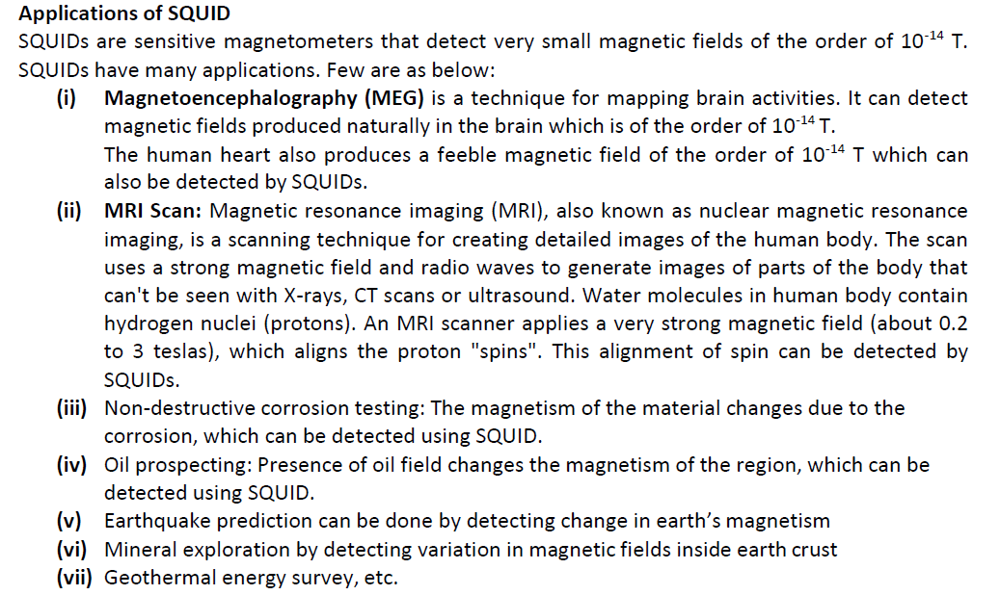 Applications of SQUID
SQUIDs are sensitive magnetometers that detect very small magnetic fields of the order of 10⁻¹⁴ T.
SQUIDs have many applications. Few are as below:
(i) Magnetoencephalography (MEG) is a technique for mapping brain activities. It can detect
magnetic fields produced naturally in the brain which is of the order of 10⁻¹⁴ T.
The human heart also produces a feeble magnetic field of the order of 10⁻¹⁴ T which can
also be detected by SQUIDs.
(ii) MRI Scan: Magnetic resonance imaging (MRI), also known as nuclear magnetic resonance
imaging, is a scanning technique for creating detailed images of the human body. The scan
uses a strong magnetic field and radio waves to generate images of parts of the body that
can't be seen with X-rays, CT scans or ultrasound. Water molecules in human body contain
hydrogen nuclei (protons). An MRI scanner applies a very strong magnetic field (about 0.2
to 3 teslas), which aligns the proton "spins". This alignment of spin can be detected by
SQUIDs.
(iii) Non-destructive corrosion testing: The magnetism of the material changes due to the
corrosion, which can be detected using SQUID.
(iv) Oil prospecting: Presence of oil field changes the magnetism of the region, which can be
detected using SQUID.
(v) Earthquake prediction can be done by detecting change in earth’s magnetism
(vi) Mineral exploration by detecting variation in magnetic fields inside earth crust
(vii) Geothermal energy survey, etc.